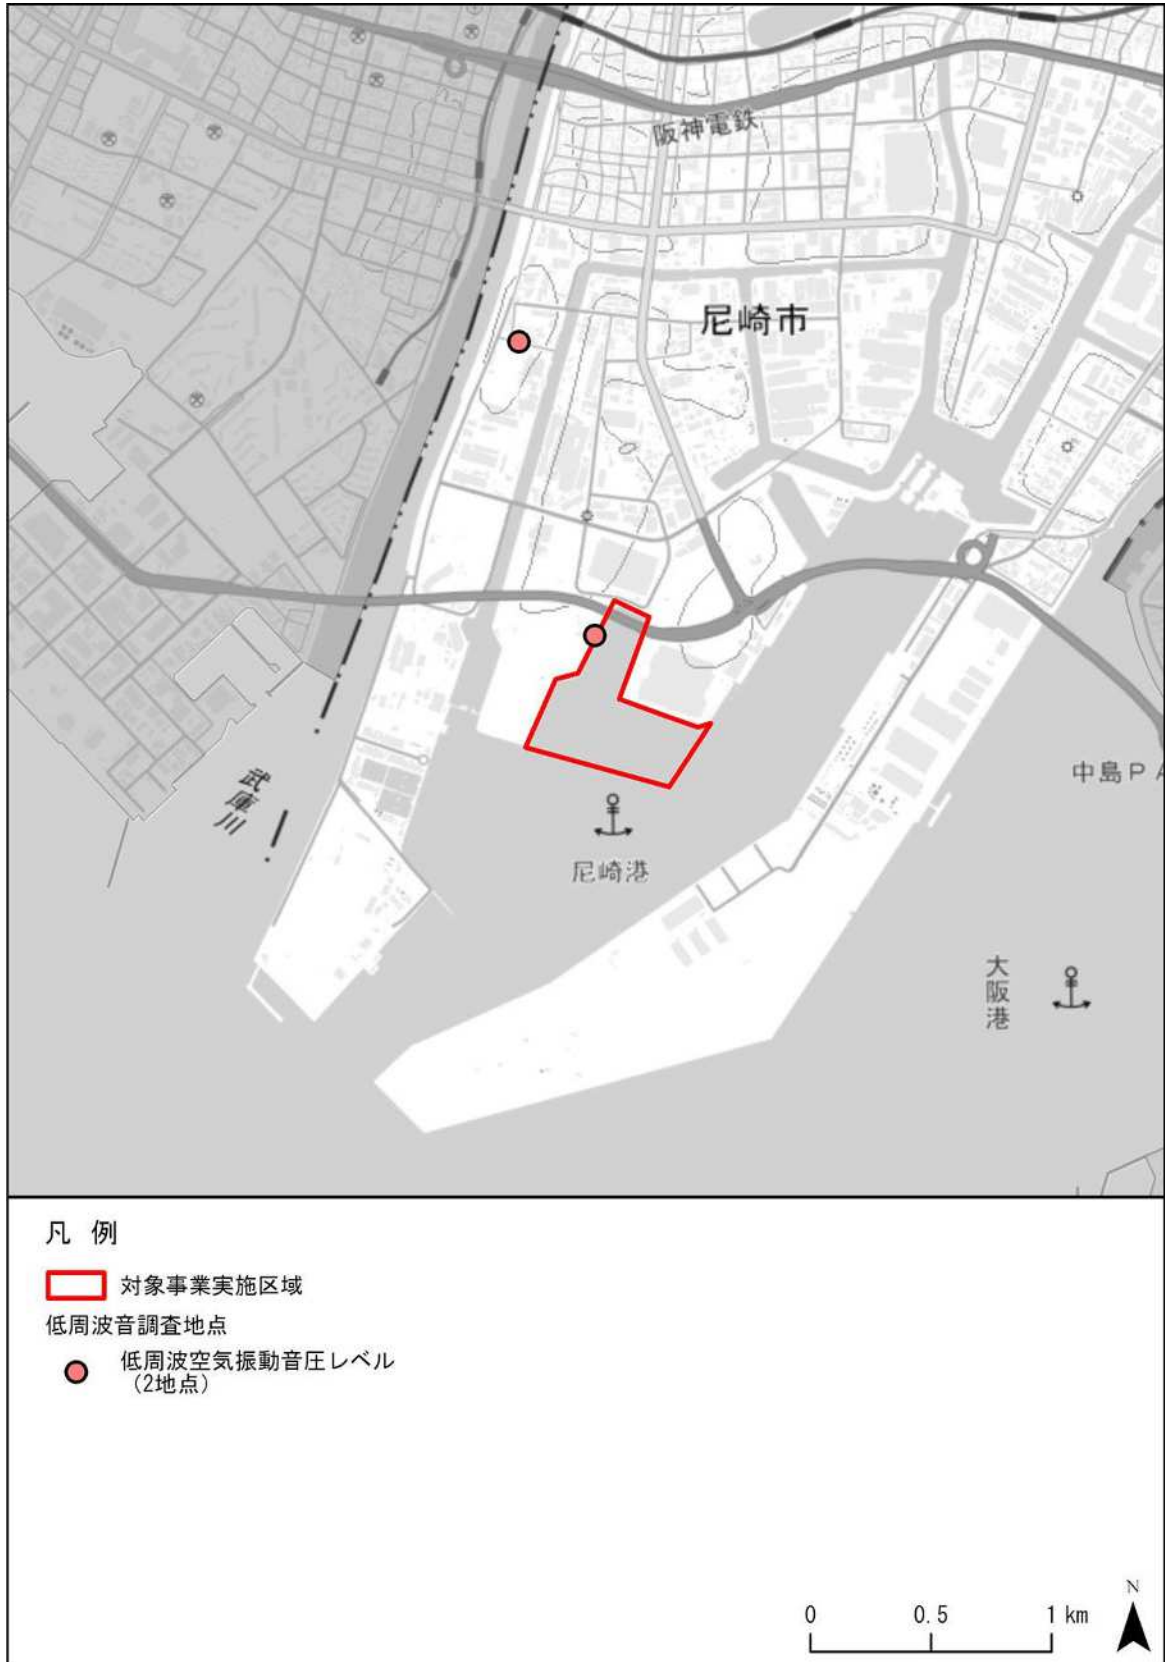 阪神電鉄
尼崎市
中島PA
武庫川
尼崎港
大阪港
凡 例
対象事業実施区域
低周波音調査地点
低周波空気振動音圧レベル
（2地点）
N
0 0.5 1 km